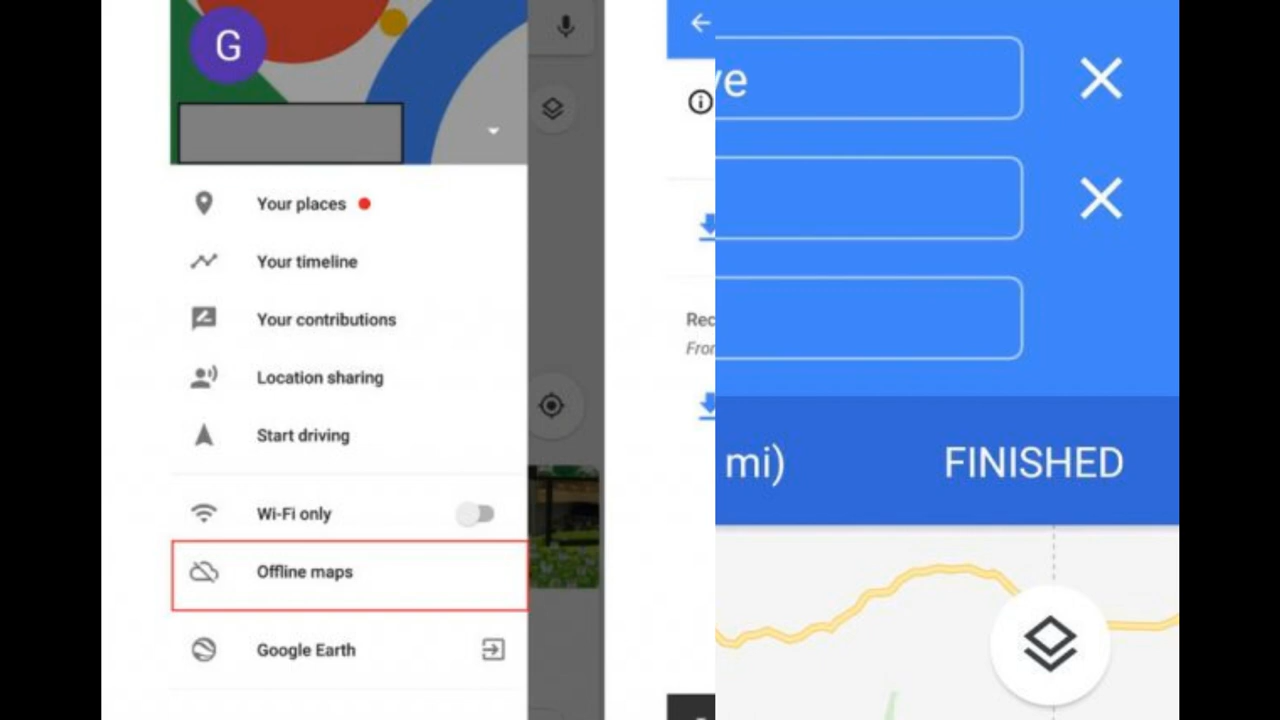 G
Your places
Your timeline
Your contributions
Location sharing
Start driving
Wi-Fi only
Offline maps
Google Earth
Rec
From
ve
mi)
FINISHED